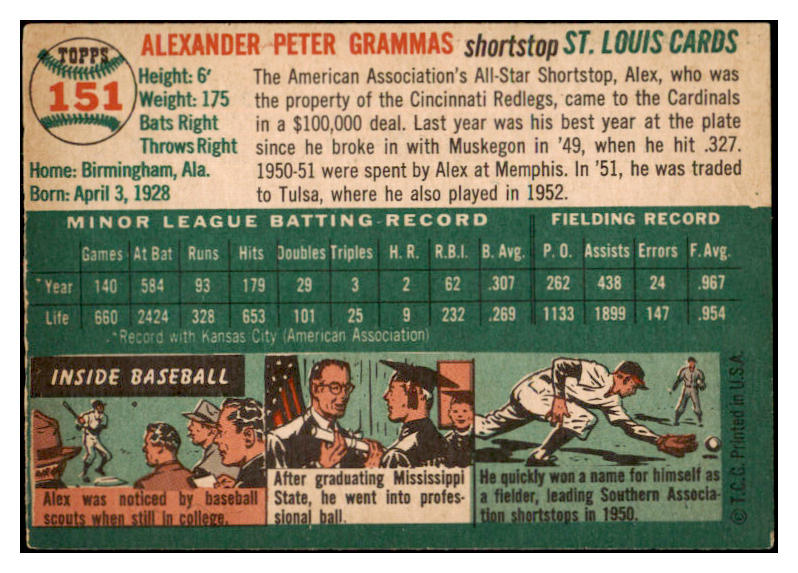 TOPPS
151
ALEXANDER PETER GRAMMAS shortstop ST. LOUIS CARDS
Height: 6'
Weight: 175
Bats Right
Throws Right
Home: Birmingham, Ala.
Born: April 3, 1928
The American Association's All-Star Shortstop, Alex, who was
the property of the Cincinnati Redlegs, came to the Cardinals
in a $100,000 deal. Last year was his best year at the plate
since he broke in with Muskegon in '49, when he hit .327.
1950-51 were spent by Alex at Memphis. In '51, he was traded
to Tulsa, where he also played in 1952.
MINOR LEAGUE BATTING RECORD FIELDING RECORD
Games At Bat Runs Hits Doubles Triples H. R. R.B.I. B. Avg. P. O. Assists Errors F. Avg.
*Year 140 584 93 179 29 3 2 62 .307 262 438 24 .967
Life 660 2424 328 653 101 25 9 232 .269 1133 1899 147 .954
*Record with Kansas City (American Association)
INSIDE BASEBALL
Alex was noticed by baseball
scouts when still in college.
After graduating Mississippi
State, he went into profes-
sional ball.
He quickly won a name for himself as
a fielder, leading Southern Associa-
tion shortstops in 1950.
© T.C.G. Printed in U.S.A.